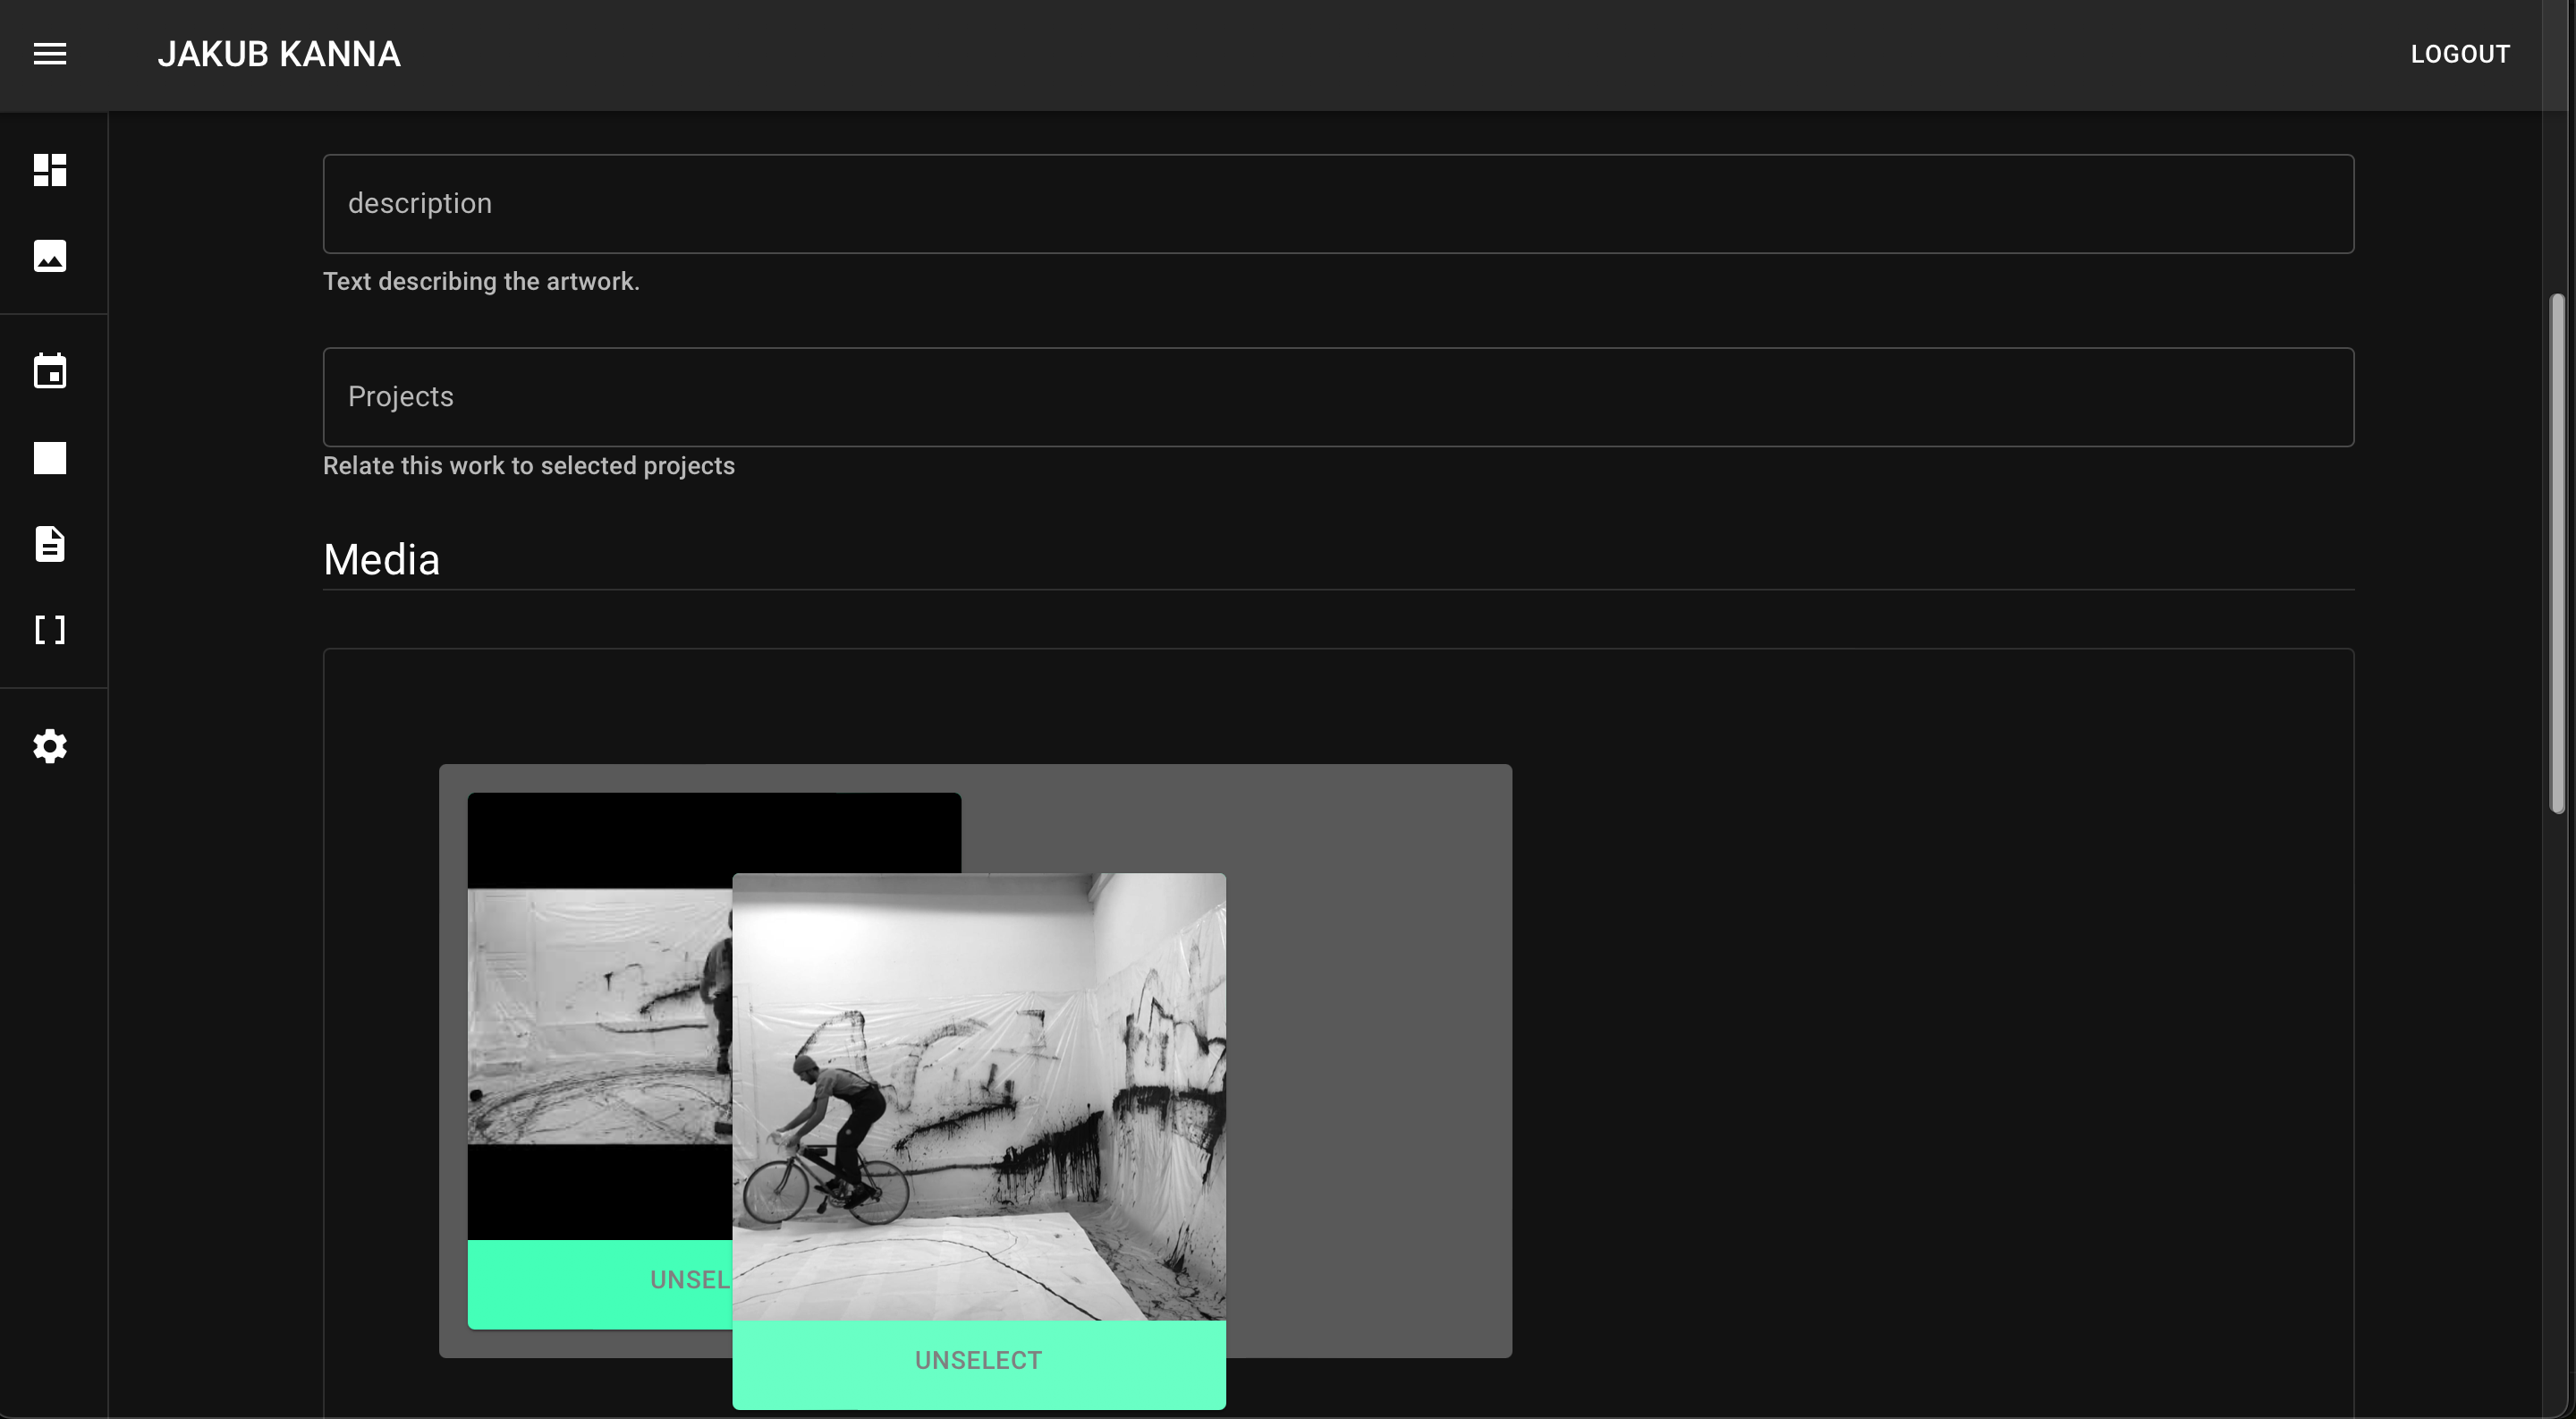 JAKUB KANNA
LOGOUT
description
Text describing the artwork.
Projects
Relate this work to selected projects
Media
UNSEL
UNSELECT